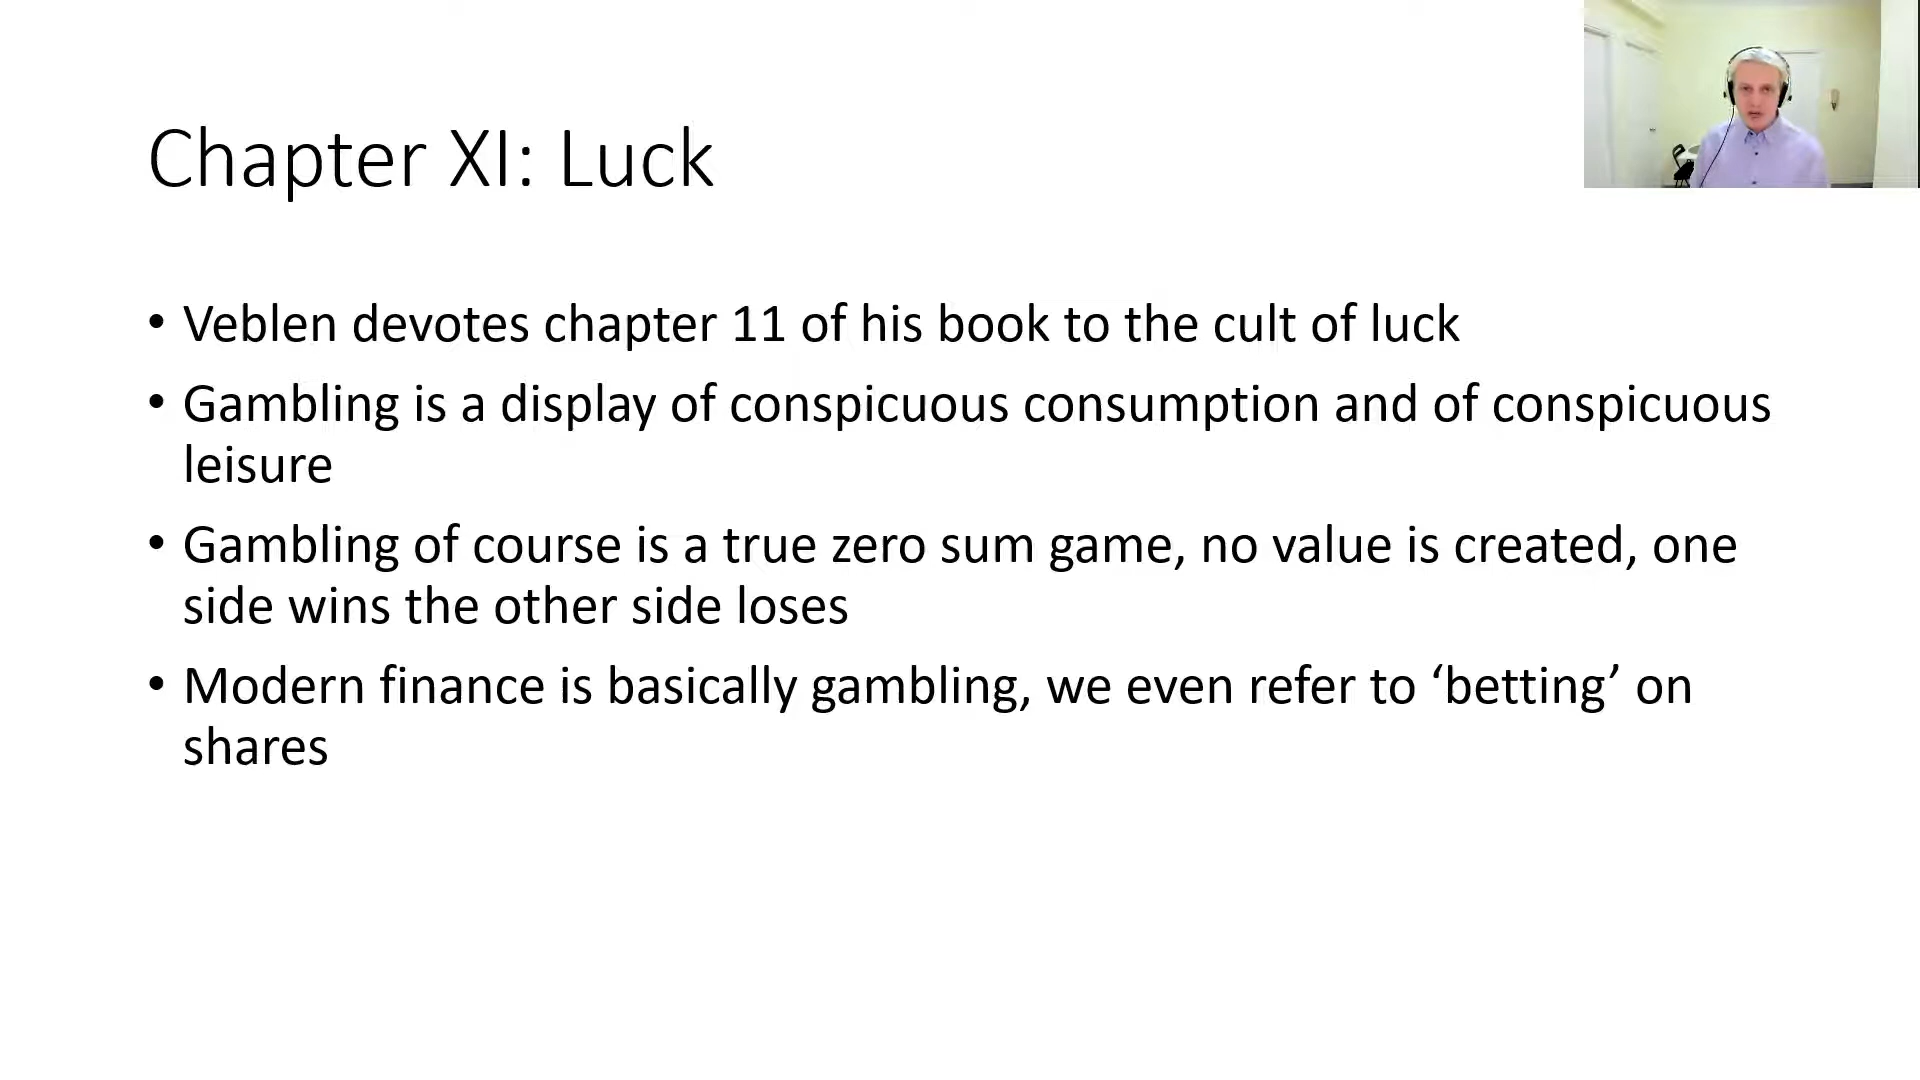 Chapter XI: Luck
• Veblen devotes chapter 11 of his book to the cult of luck
• Gambling is a display of conspicuous consumption and of conspicuous
leisure
• Gambling of course is a true zero sum game, no value is created, one
side wins the other side loses
• Modern finance is basically gambling, we even refer to ‘betting’ on
shares